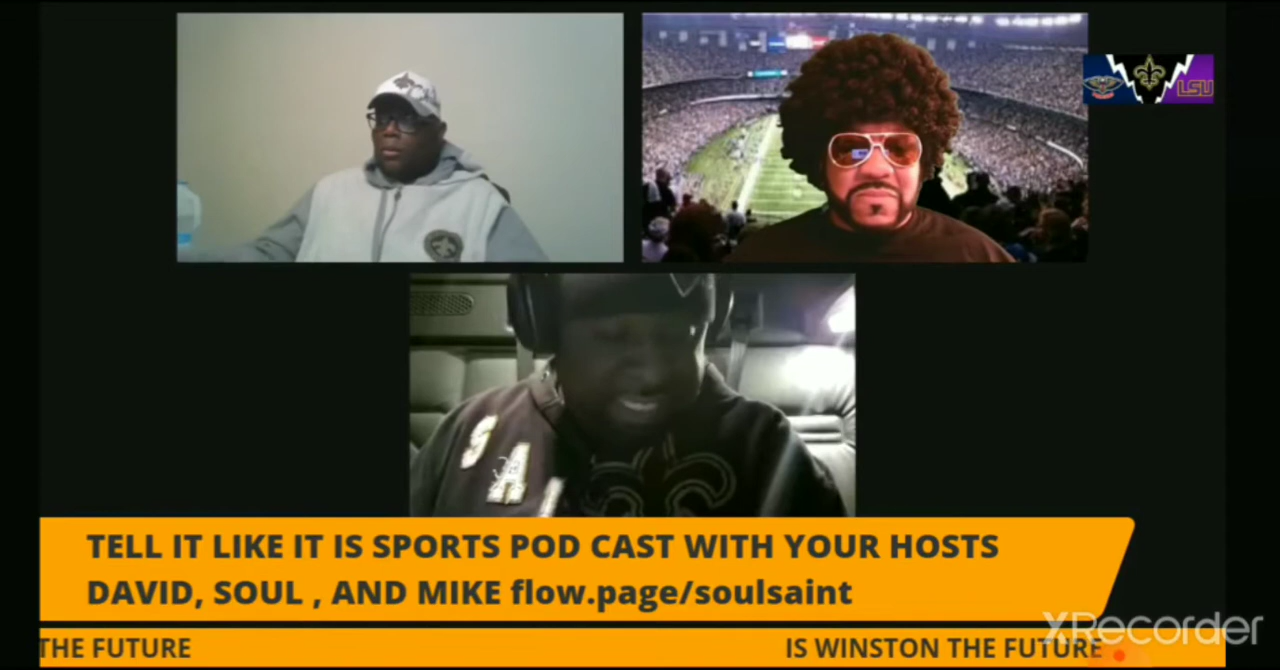 LSU
SA
TELL IT LIKE IT IS SPORTS POD CAST WITH YOUR HOSTS
DAVID, SOUL , AND MIKE flow.page/soulsaint
THE FUTURE IS WINSTON THE FUTURE
XRecorder